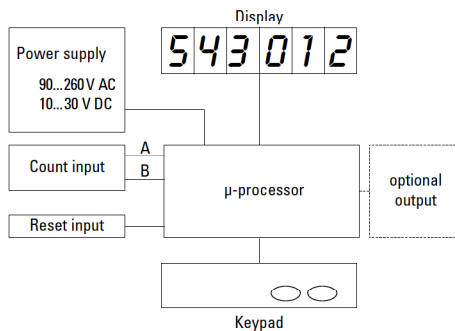 Display
543012
Power supply
90...260 V AC
10...30 V DC
A
Count input
B
µ-processor
optional
output
Reset input
Keypad